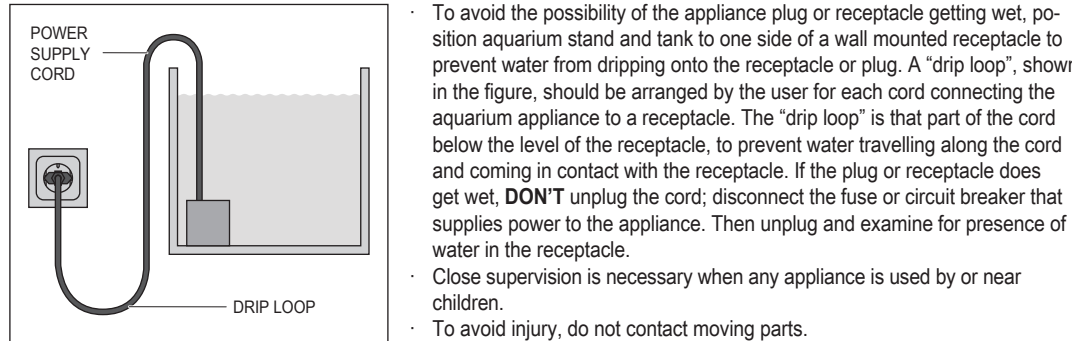 POWER
SUPPLY
CORD
DRIP LOOP
· To avoid the possibility of the appliance plug or receptacle getting wet, po-
sition aquarium stand and tank to one side of a wall mounted receptacle to
prevent water from dripping onto the receptacle or plug. A “drip loop”, shown
in the figure, should be arranged by the user for each cord connecting the
aquarium appliance to a receptacle. The “drip loop” is that part of the cord
below the level of the receptacle, to prevent water travelling along the cord
and coming in contact with the receptacle. If the plug or receptacle does
get wet, DON’T unplug the cord; disconnect the fuse or circuit breaker that
supplies power to the appliance. Then unplug and examine for presence of
water in the receptacle.
· Close supervision is necessary when any appliance is used by or near
children.
· To avoid injury, do not contact moving parts.